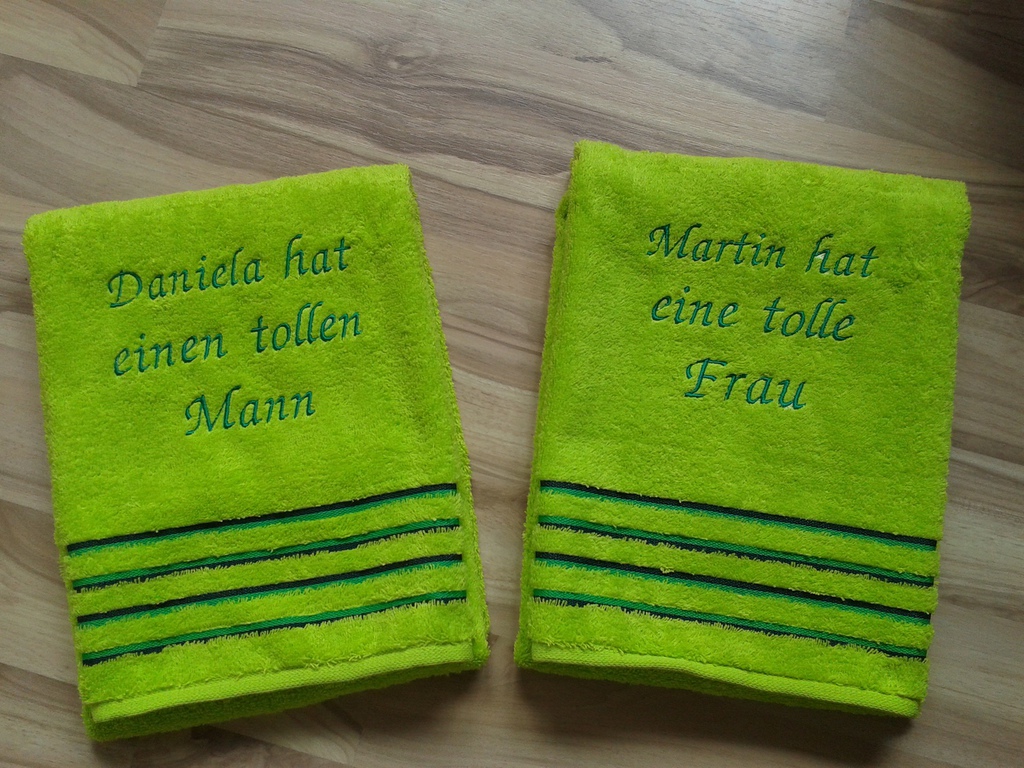 Daniela hat
einen tollen
Mann
Martin hat
eine tolle
Frau